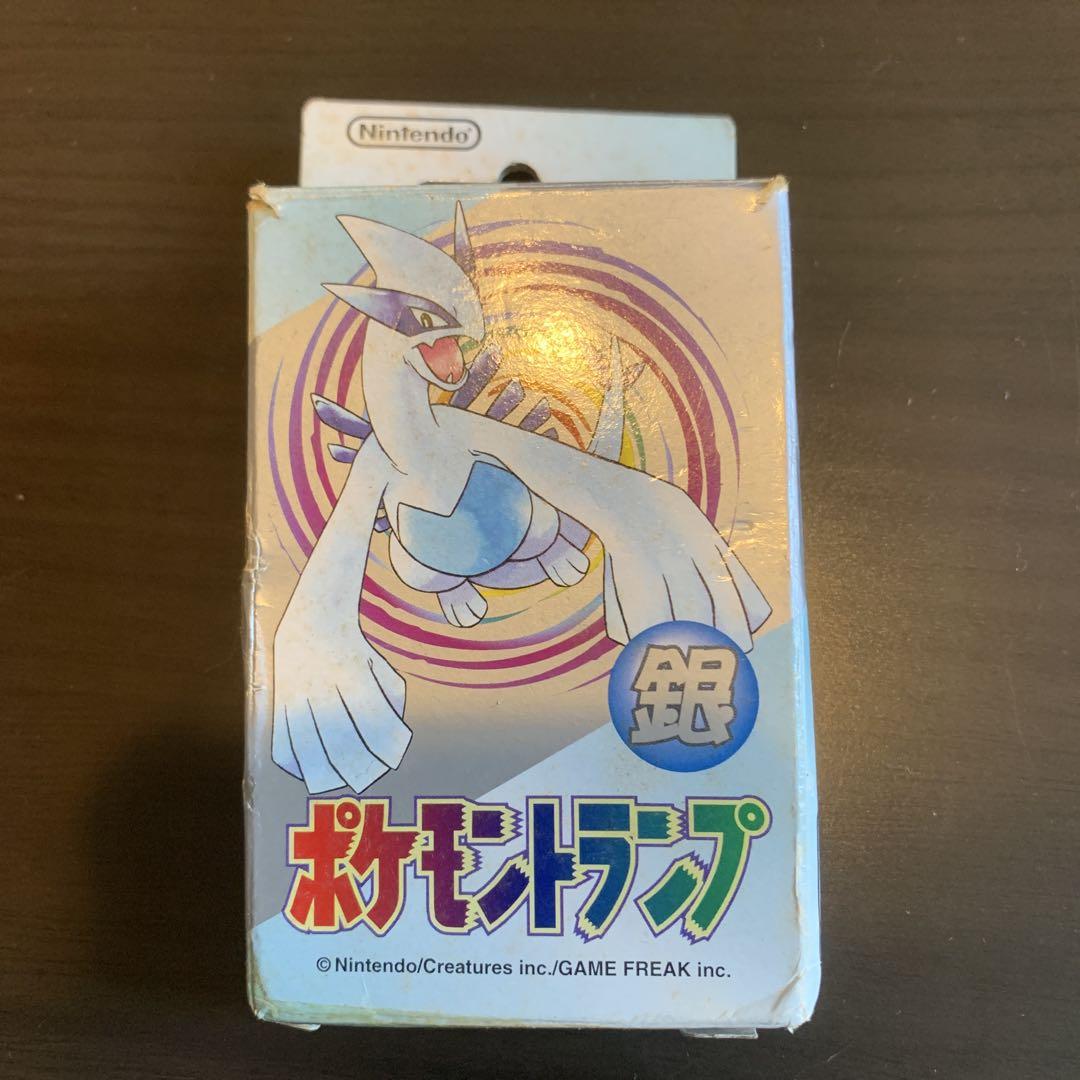 Nintendo®
銀
ポケモントランプ
©Nintendo/Creatures inc./GAME FREAK inc.